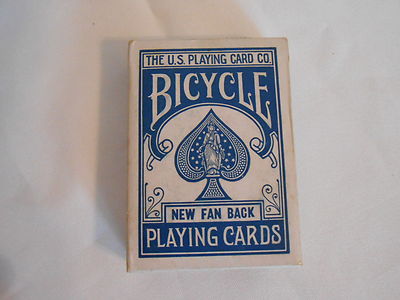 THE U.S. PLAYING CARD CO.
BICYCLE
NEW FAN BACK
PLAYING CARDS